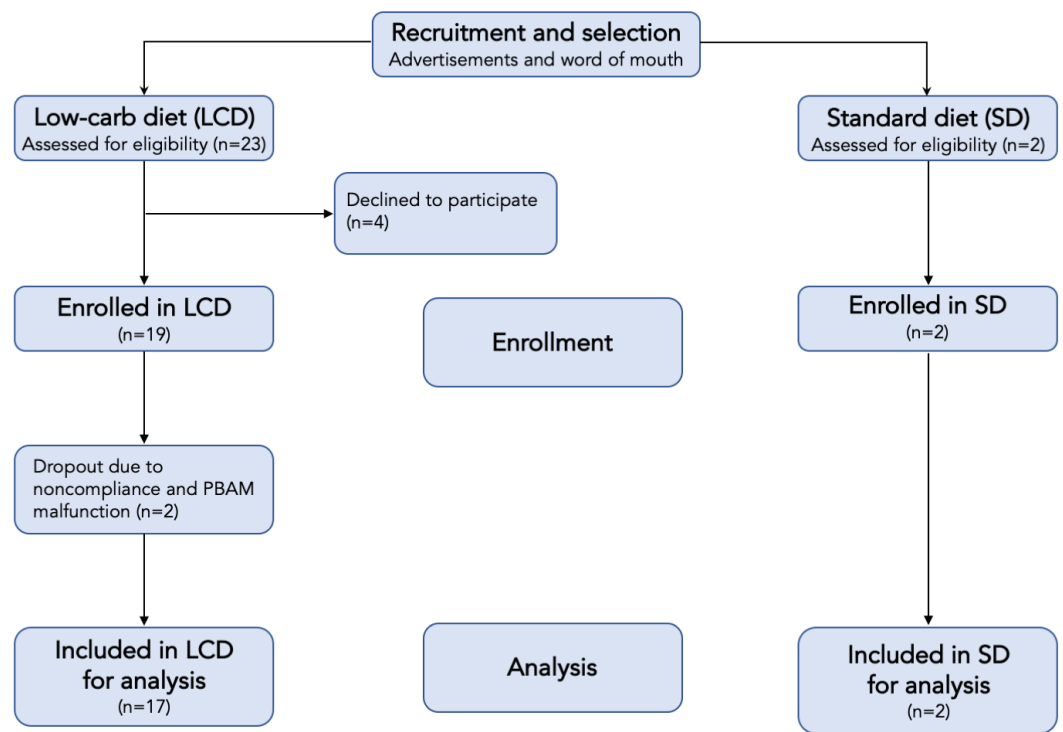 Recruitment and selection
Advertisements and word of mouth
Low-carb diet (LCD)
Assessed for eligibility (n=23)
Standard diet (SD)
Assessed for eligibility (n=2)
Declined to participate
(n=4)
Enrolled in LCD
(n=19)
Enrollment
Enrolled in SD
(n=2)
Dropout due to
noncompliance and PBAM
malfunction (n=2)
Included in LCD
for analysis
(n=17)
Analysis
Included in SD
for analysis
(n=2)